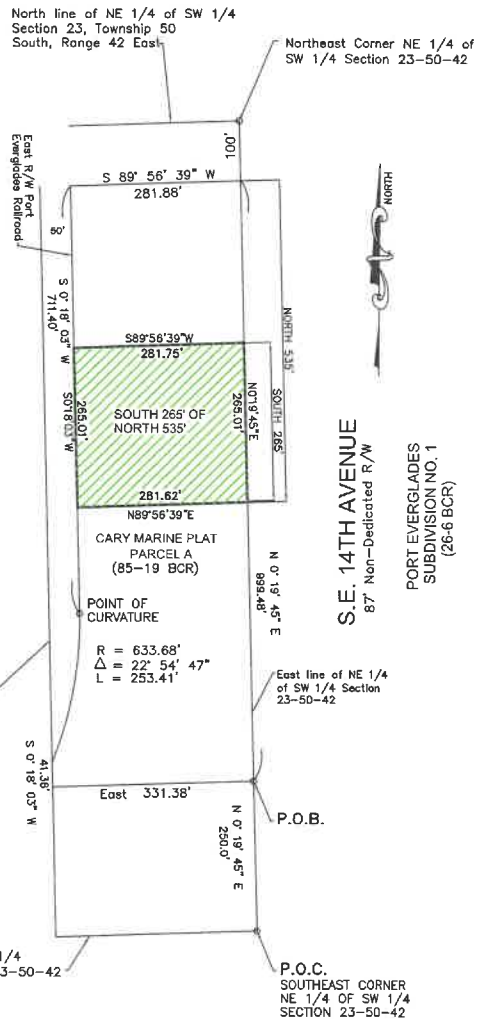 North line of NE 1/4 of SW 1/4
Section 23, Township 50
South, Range 42 East
Northeast Corner NE 1/4 of
SW 1/4 Section 23-50-42
100'
S 89° 56' 39" W
281.88'
East R/W Port
Everglades Railroad
50'
NORTH
S 0° 18' 03" W
711.40'
S89°56'39"W
281.75'
NORTH 535'
SOUTH 265'
N0°19'45"E
265.01'
SOUTH 265' OF
NORTH 535'
265.01'
S0°18'03"W
281.62'
N89°56'39"E
S.E. 14TH AVENUE
87' Non-Dedicated R/W
PORT EVERGLADES
SUBDIVISION NO. 1
(26-6 BCR)
CARY MARINE PLAT
PARCEL A
(85-19 BCR)
N 0° 19' 45" E
999.48'
POINT OF
CURVATURE
R = 633.68'
Δ = 22° 54' 47"
L = 253.41'
East line of NE 1/4
of SW 1/4 Section
23-50-42
41.36'
S 0° 18' 03" W
East 331.38'
P.O.B.
N 0° 19' 45" E
250.0'
1/4
3-50-42
P.O.C.
SOUTHEAST CORNER
NE 1/4 OF SW 1/4
SECTION 23-50-42